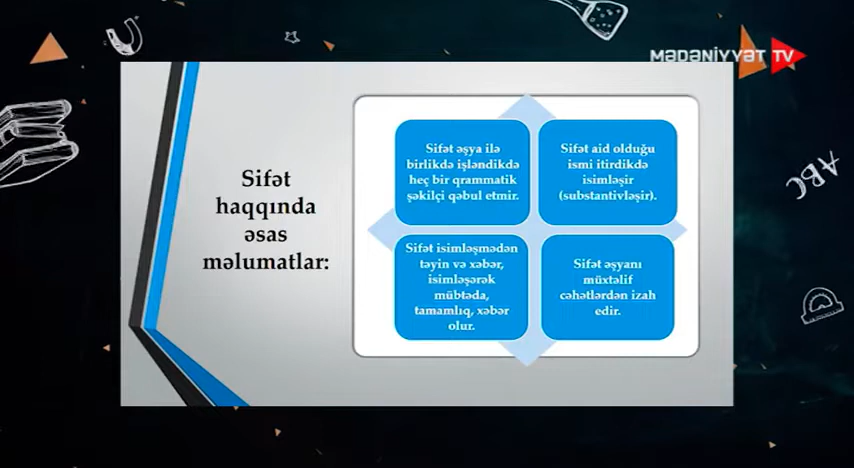 MƏDƏNİYYƏT TV
Sifət
haqqında
əsas
məlumatlar:
Sifət əşya ilə
birlikdə işləndikdə
heç bir qrammatik
şəkilçi qəbul etmir.
Sifət aid olduğu
ismi itirdikdə
isimləşir
(substantivləşir).
Sifət isimləşmədən
təyin və xəbər,
isimləşərək
mübtəda,
tamamlıq, xəbər
olur.
Sifət əşyanı
müxtəlif
cəhətlərdən izah
edir.
ABC